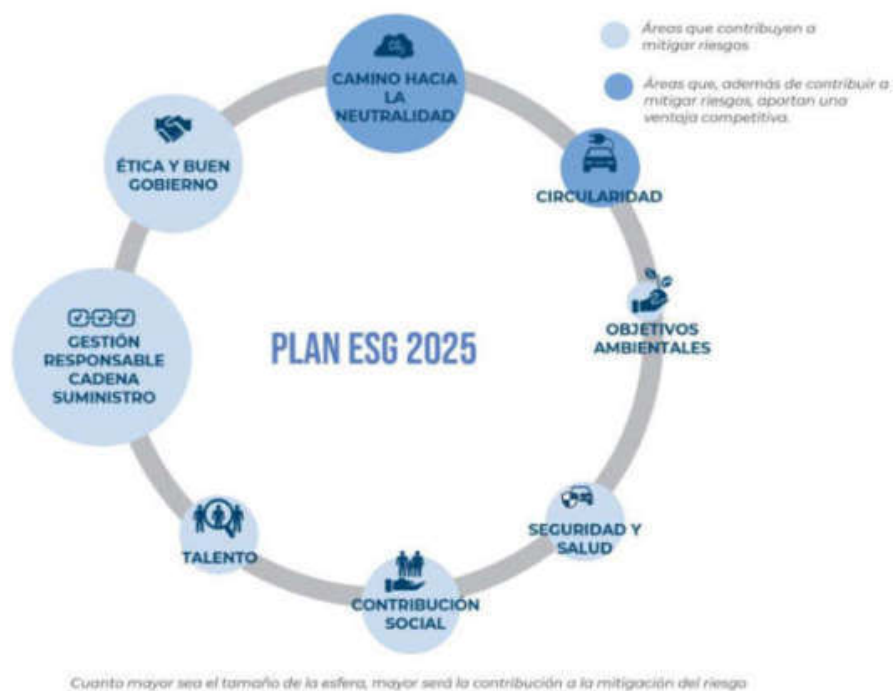 Áreas que contribuyen a
mitigar riesgos
Áreas que, además de contribuir a
mitigar riesgos, aportan una
ventaja competitiva.
CAMINO HACIA
LA
NEUTRALIDAD
CIRCULARIDAD
OBJETIVOS
AMBIENTALES
SEGURIDAD Y
SALUD
CONTRIBUCIÓN
SOCIAL
TALENTO
GESTIÓN
RESPONSABLE
CADENA
SUMINISTRO
ÉTICA Y BUEN
GOBIERNO
PLAN ESG 2025
Cuanto mayor sea el tamaño de la esfera, mayor será la contribución a la mitigación del riesgo